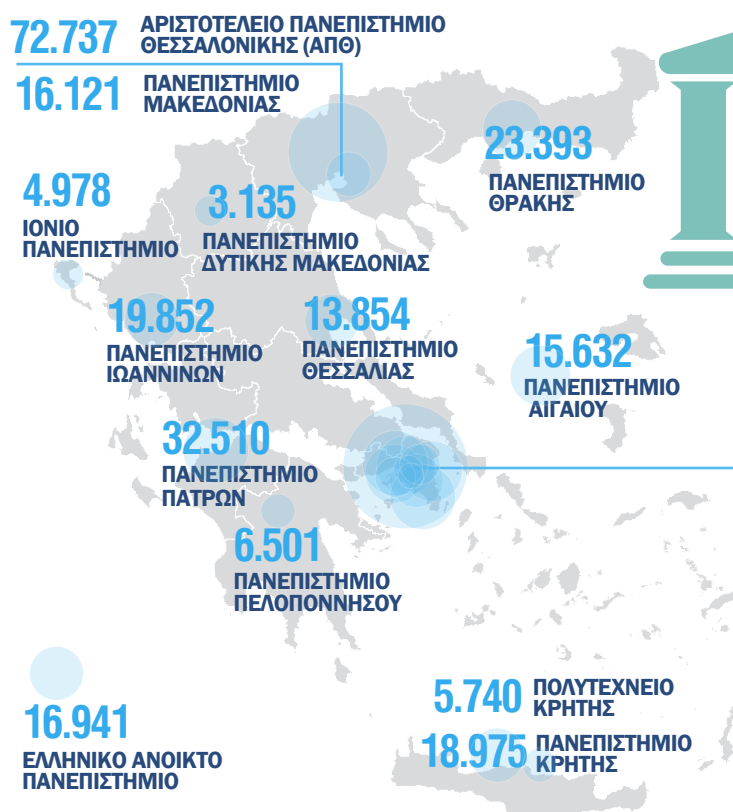 72.737 ΑΡΙΣΤΟΤΕΛΕΙΟ ΠΑΝΕΠΙΣΤΗΜΙΟ
ΘΕΣΣΑΛΟΝΙΚΗΣ (ΑΠΘ)
16.121 ΠΑΝΕΠΙΣΤΗΜΙΟ
ΜΑΚΕΔΟΝΙΑΣ
23.393
ΠΑΝΕΠΙΣΤΗΜΙΟ
ΘΡΑΚΗΣ
4.978
ΙΟΝΙΟ
ΠΑΝΕΠΙΣΤΗΜΙΟ
3.135
ΠΑΝΕΠΙΣΤΗΜΙΟ
ΔΥΤΙΚΗΣ ΜΑΚΕΔΟΝΙΑΣ
19.852
ΠΑΝΕΠΙΣΤΗΜΙΟ
ΙΩΑΝΝΙΝΩΝ
13.854
ΠΑΝΕΠΙΣΤΗΜΙΟ
ΘΕΣΣΑΛΙΑΣ
15.632
ΠΑΝΕΠΙΣΤΗΜΙΟ
ΑΙΓΑΙΟΥ
32.510
ΠΑΝΕΠΙΣΤΗΜΙΟ
ΠΑΤΡΩΝ
6.501
ΠΑΝΕΠΙΣΤΗΜΙΟ
ΠΕΛΟΠΟΝΝΗΣΟΥ
16.941
ΕΛΛΗΝΙΚΟ ΑΝΟΙΚΤΟ
ΠΑΝΕΠΙΣΤΗΜΙΟ
5.740 ΠΟΛΥΤΕΧΝΕΙΟ
ΚΡΗΤΗΣ
18.975 ΠΑΝΕΠΙΣΤΗΜΙΟ
ΚΡΗΤΗΣ